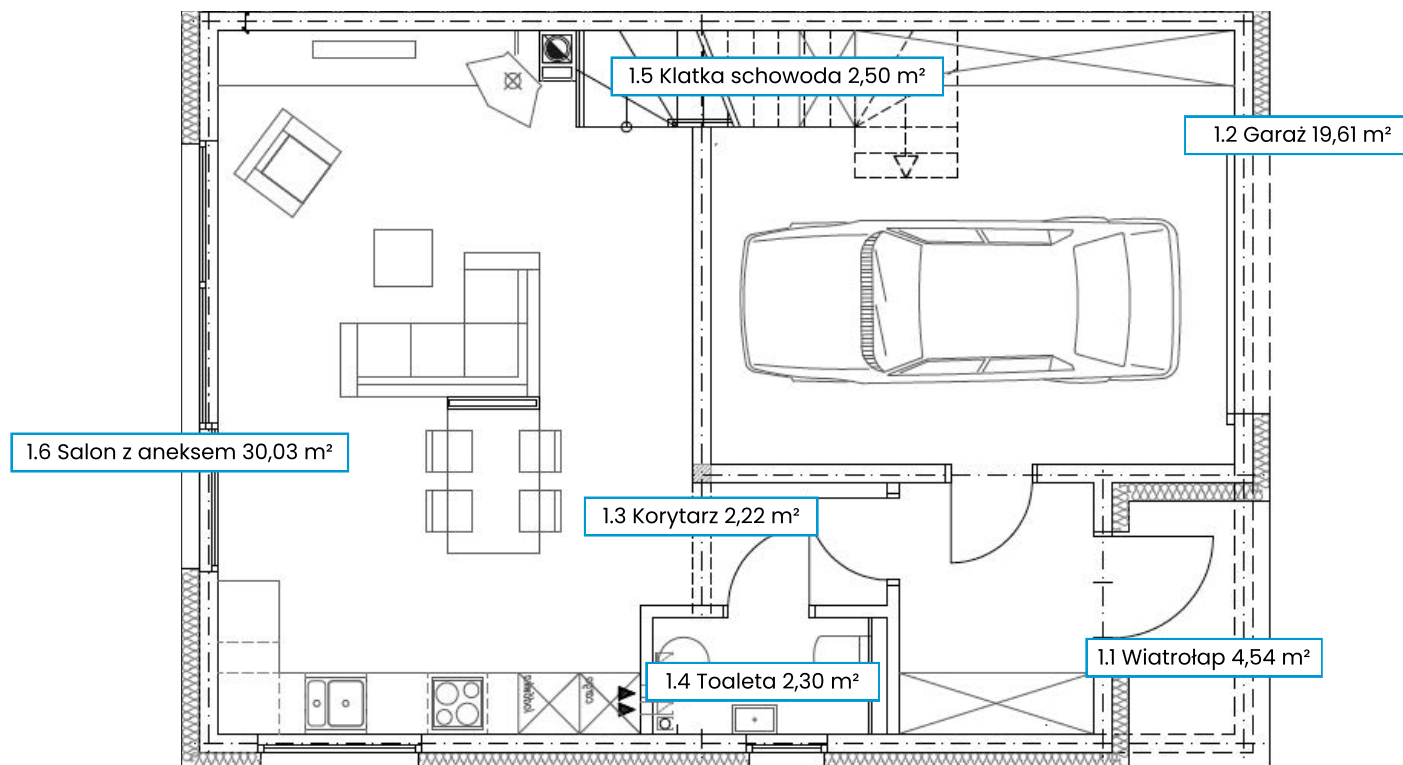 1.5 Klatka schowoda 2,50 m²
1.2 Garaż 19,61 m²
1.6 Salon z aneksem 30,03 m²
1.3 Korytarz 2,22 m²
1.1 Wiatrołap 4,54 m²
1.4 Toaleta 2,30 m²